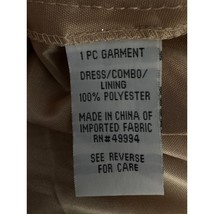 1 PC GARMENT
DRESS/COMBO/
LINING
100% POLYESTER
MADE IN CHINA OF
IMPORTED FABRIC
RN#49994
SEE REVERSE
FOR CARE